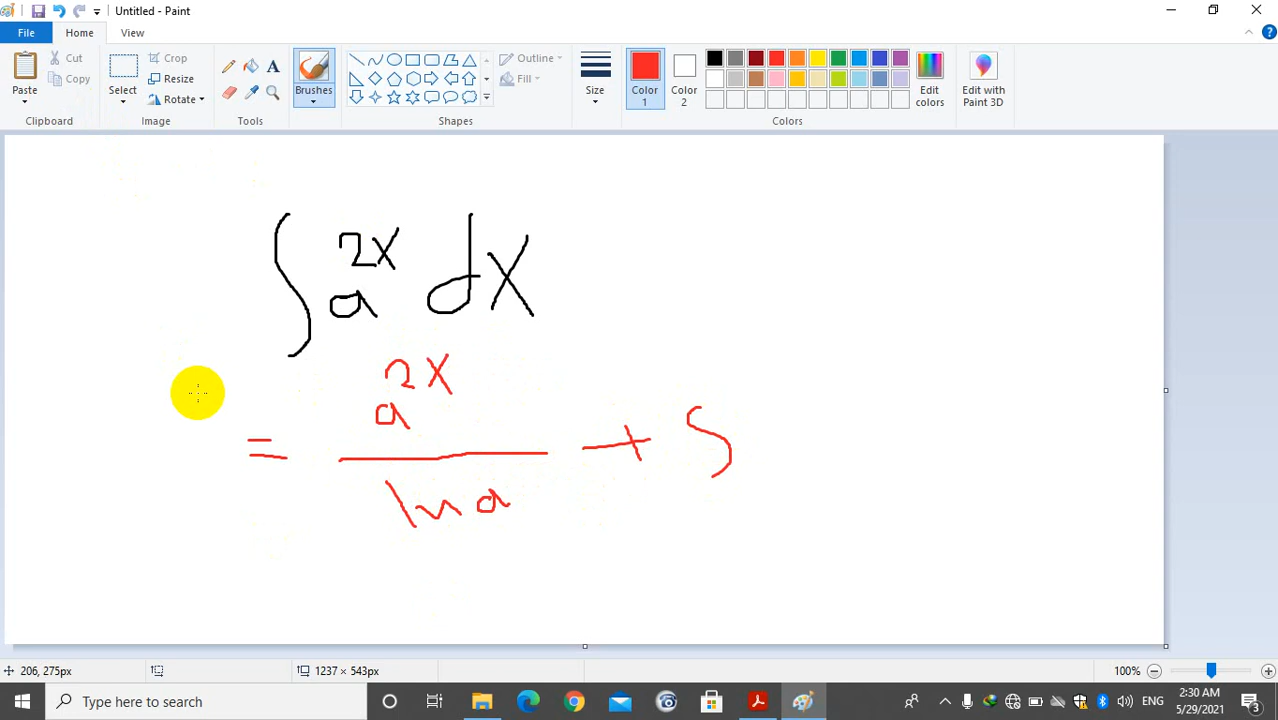 Untitled - Paint
File Home View
Paste
Cut
Copy
Clipboard
Select
Crop
Resize
Rotate
Image
Tools
Brushes
Shapes
Outline
Fill
Size
Color 1
Color 2
Edit colors
Edit with Paint 3D
Colors
∫ a^{2x} dx
= a^{2x} / ln a + S
206, 275px
1237 × 543px
100%
Type here to search
ENG
2:30 AM
5/29/2021
3